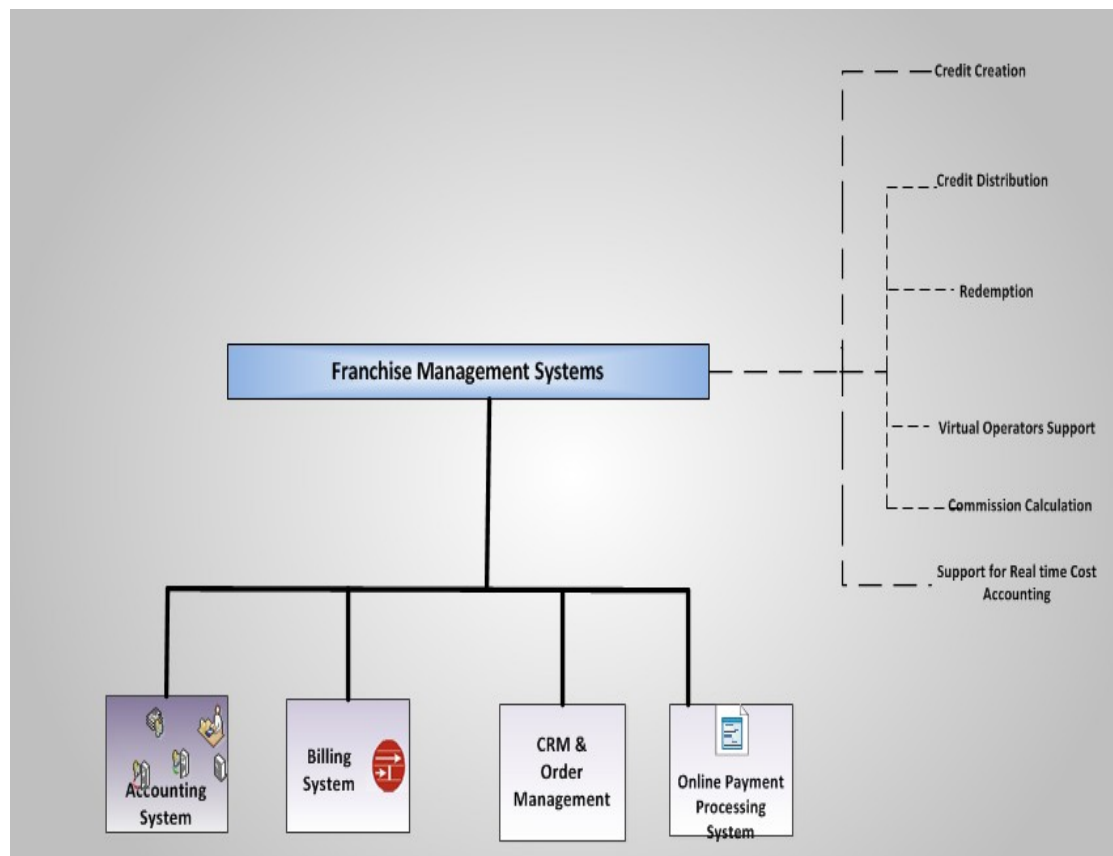 Credit Creation
Credit Distribution
Redemption
Franchise Management Systems
Virtual Operators Support
Commission Calculation
Support for Real time Cost
Accounting
Accounting
System
Billing
System
CRM &
Order
Management
Online Payment
Processing
System